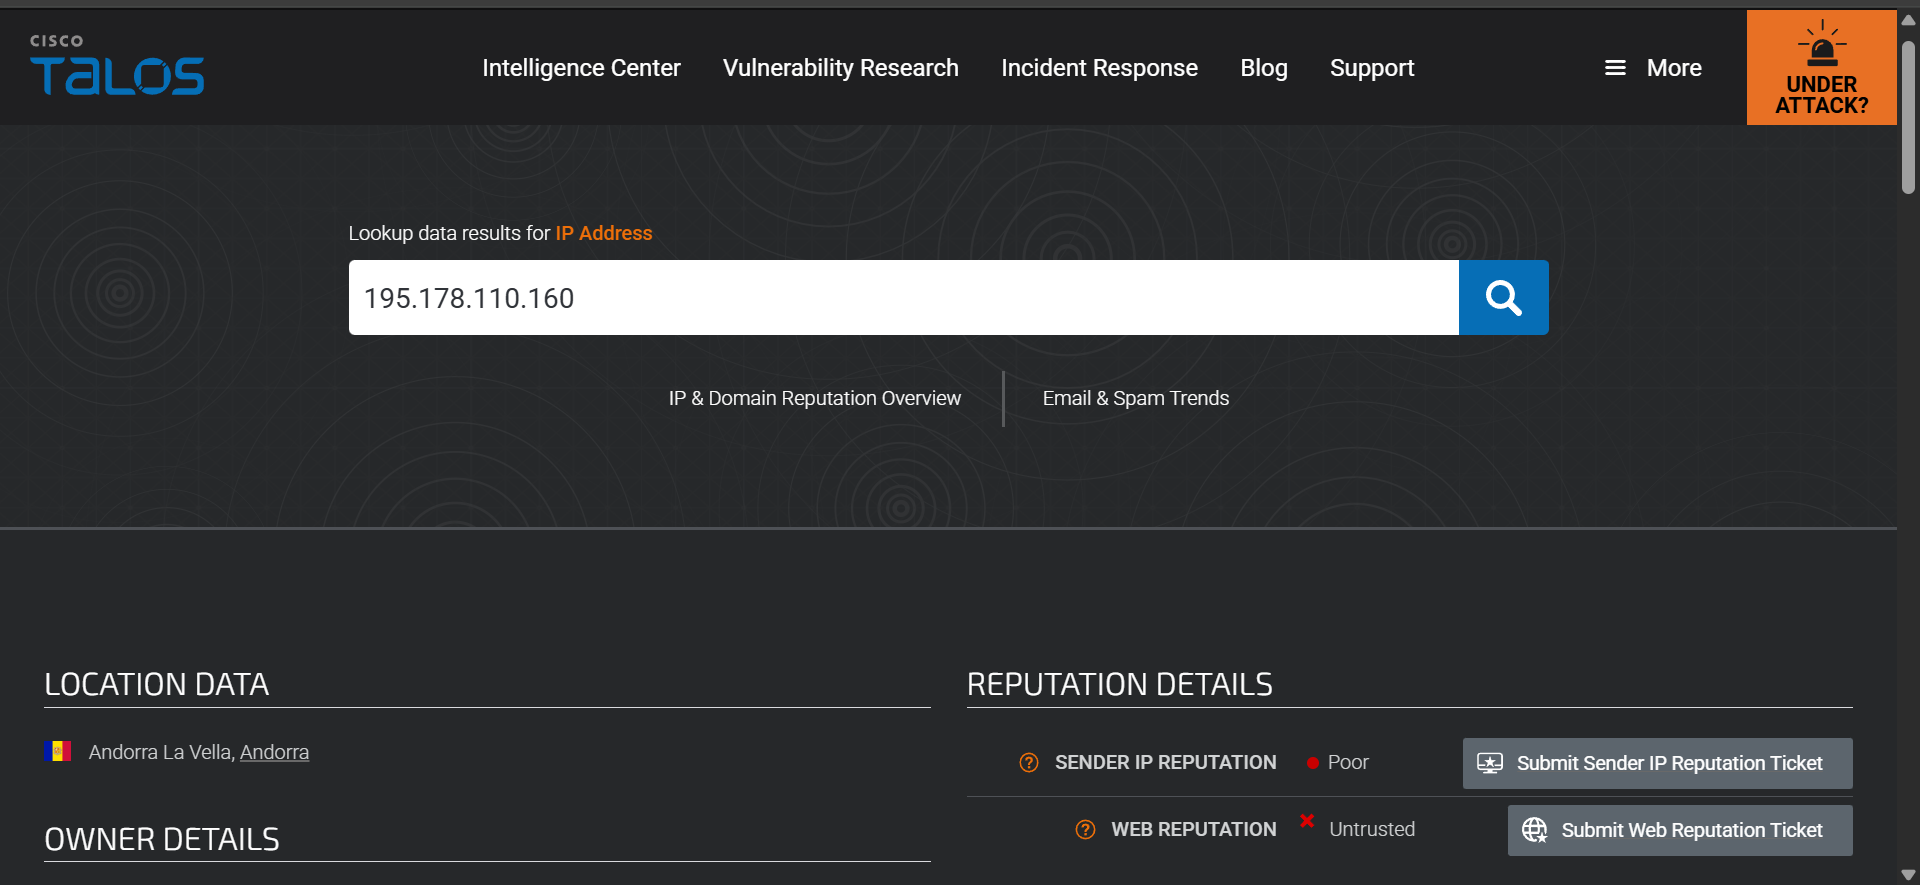 CISCO
TALOS
Intelligence Center
Vulnerability Research
Incident Response
Blog
Support
More
UNDER
ATTACK?
Lookup data results for IP Address
195.178.110.160
IP & Domain Reputation Overview
Email & Spam Trends
LOCATION DATA
Andorra La Vella, Andorra
OWNER DETAILS
REPUTATION DETAILS
? SENDER IP REPUTATION Poor
Submit Sender IP Reputation Ticket
? WEB REPUTATION Untrusted
Submit Web Reputation Ticket